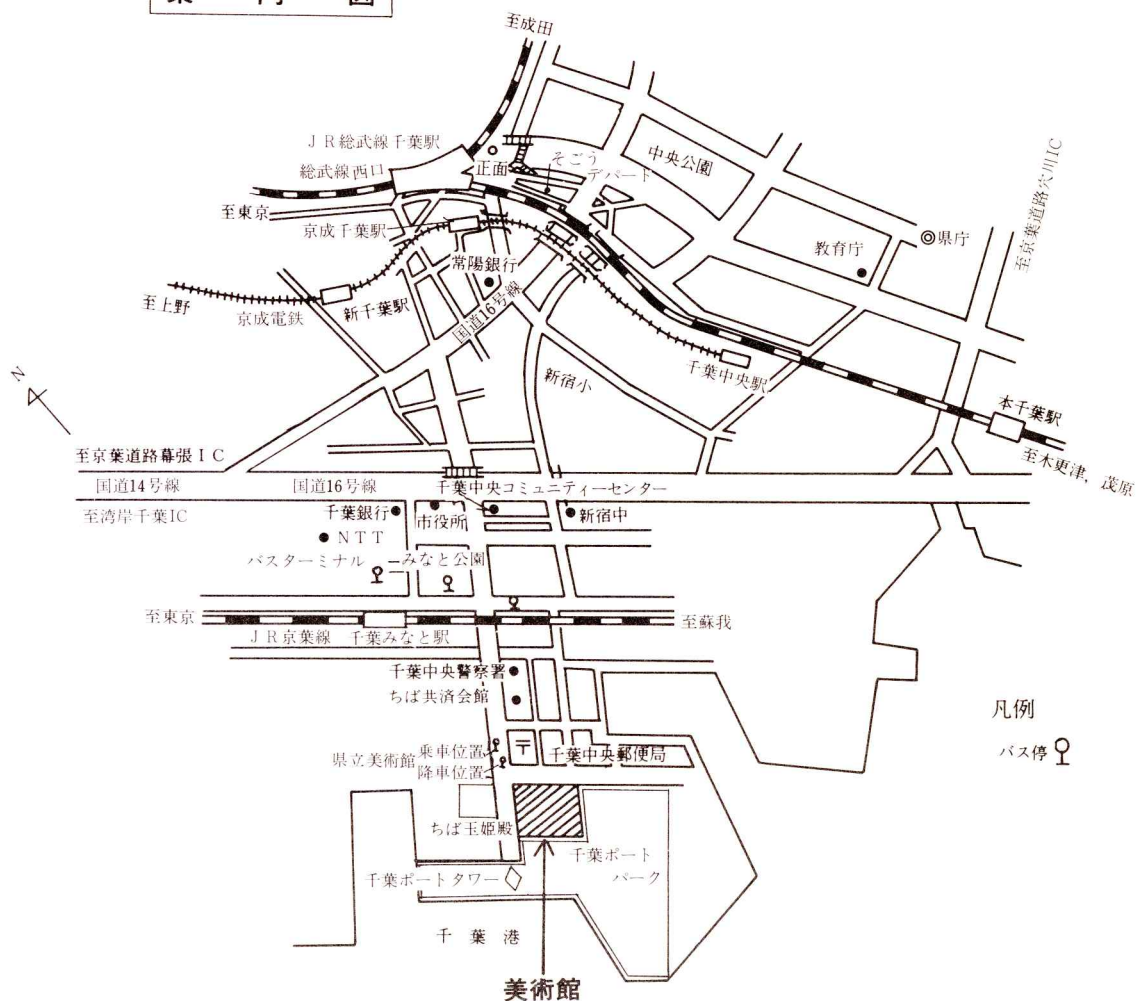 案内図
至成田
JR総武線千葉駅
総武線西口
正面
そごう
デパート
中央公園
至京葉道路穴川IC
至東京
京成千葉駅
◎県庁
教育庁
常陽銀行
至上野
京成電鉄
新千葉駅
国道16号線
N
新宿小
千葉中央駅
本千葉駅
至京葉道路幕張IC
至木更津，茂原
国道14号線
国道16号線
千葉中央コミュニティーセンター
至湾岸千葉IC
千葉銀行
市役所
新宿中
NTT
バスターミナル
みなと公園
至東京
至蘇我
JR京葉線 千葉みなと駅
千葉中央警察署
ちば共済会館
凡例
バス停
県立美術館
乗車位置
降車位置
〒
千葉中央郵便局
ちば玉姫殿
千葉ポート
パーク
千葉ポートタワー
千葉港
美術館